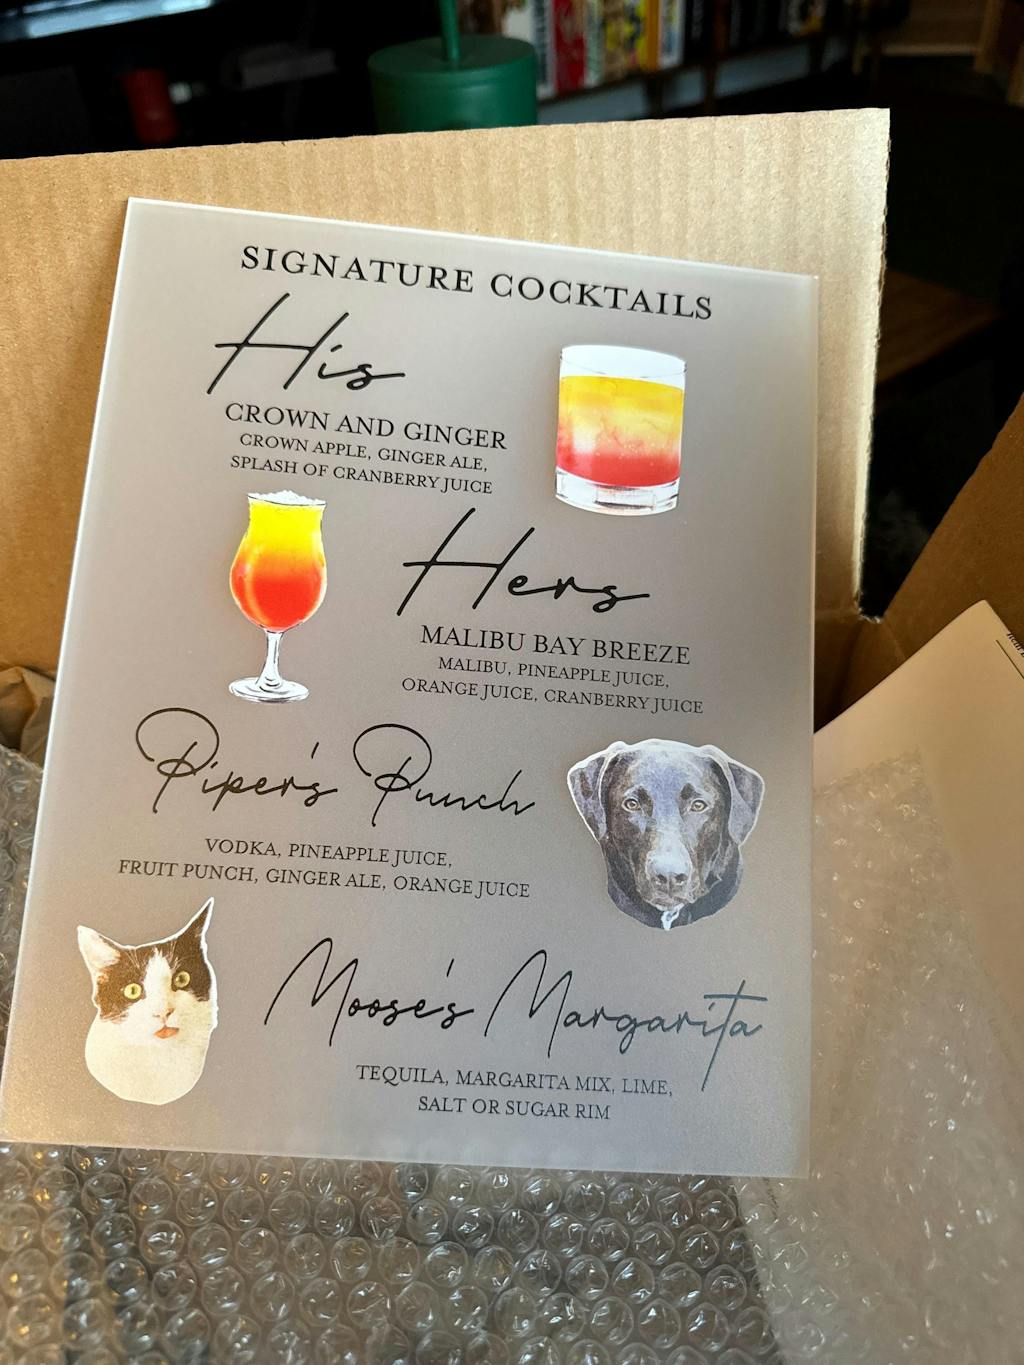 SIGNATURE COCKTAILS
His
CROWN AND GINGER
CROWN APPLE, GINGER ALE,
SPLASH OF CRANBERRY JUICE
Hers
MALIBU BAY BREEZE
MALIBU, PINEAPPLE JUICE,
ORANGE JUICE, CRANBERRY JUICE
Piper's Punch
VODKA, PINEAPPLE JUICE,
FRUIT PUNCH, GINGER ALE, ORANGE JUICE
Moose's Margarita
TEQUILA, MARGARITA MIX, LIME,
SALT OR SUGAR RIM